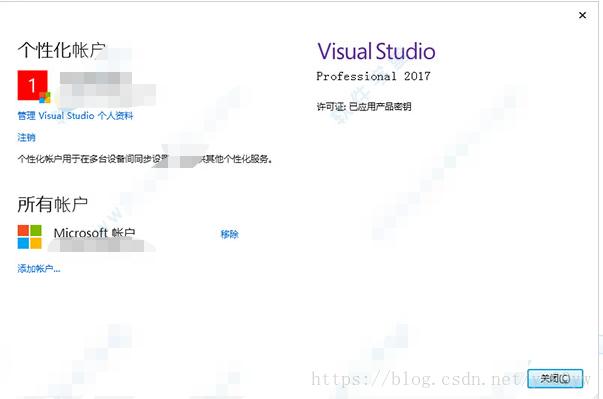 个性化帐户
1
管理 Visual Studio 个人资料
注销
个性化帐户用于在多台设备间同步设置 其他个性化服务。
所有帐户
Microsoft 帐户
移除
添加帐户...
Visual Studio
Professional 2017
许可证: 已应用产品密钥
关闭(C)
https://blog.csdn.net/